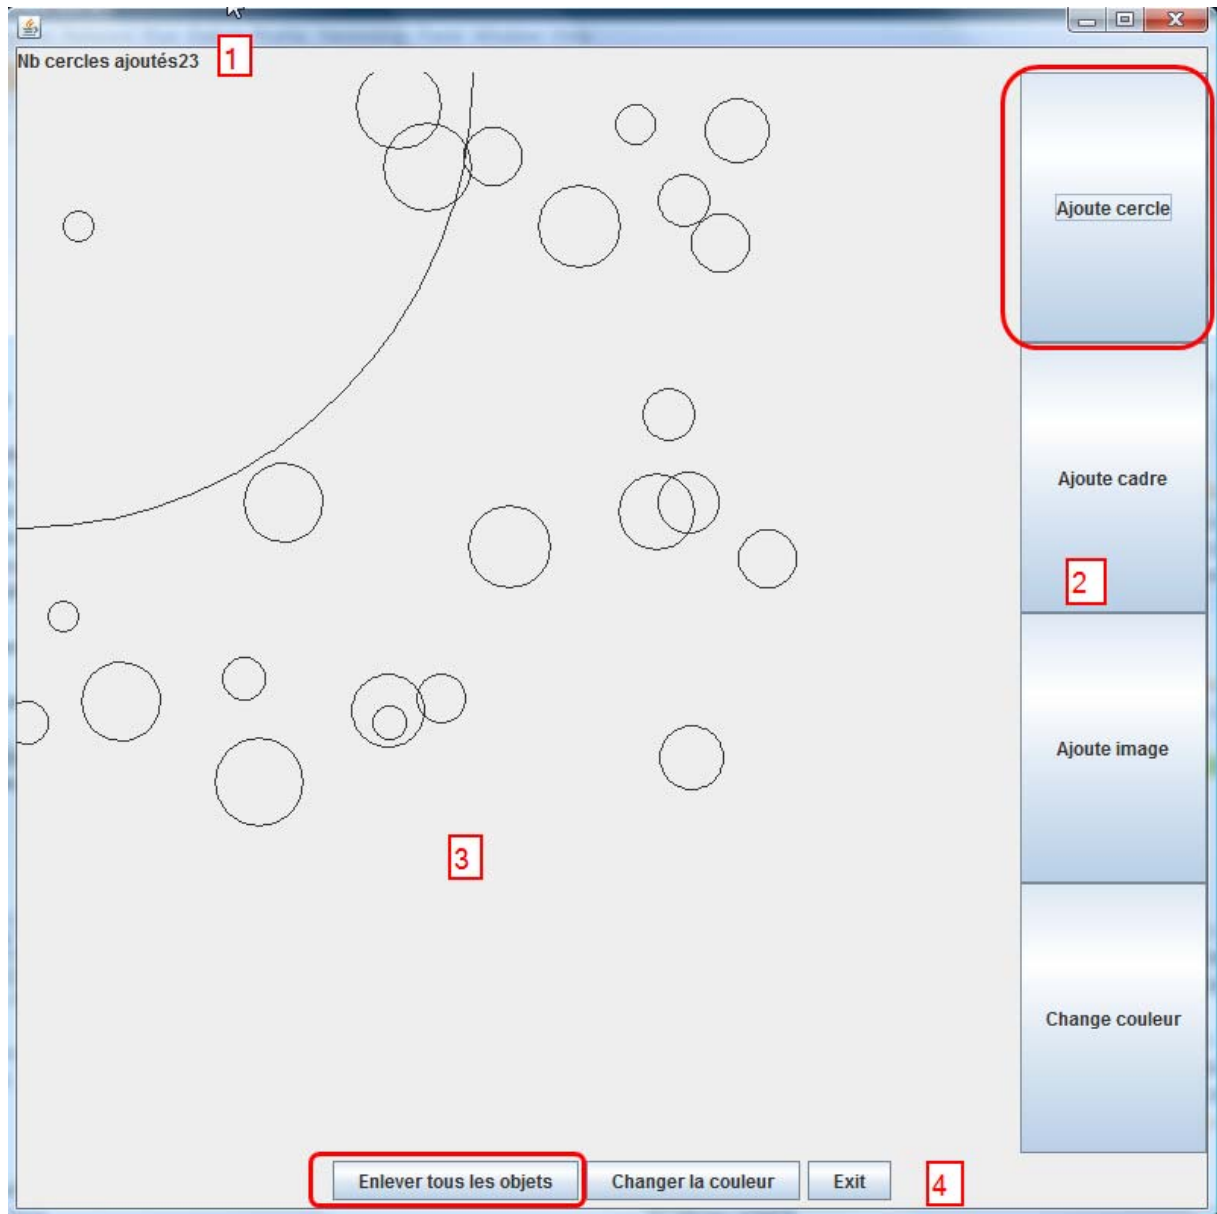 Nb cercles ajoutés23
1
Ajoute cercle
Ajoute cadre
2
Ajoute image
3
Change couleur
Enlever tous les objets
Changer la couleur
Exit
4